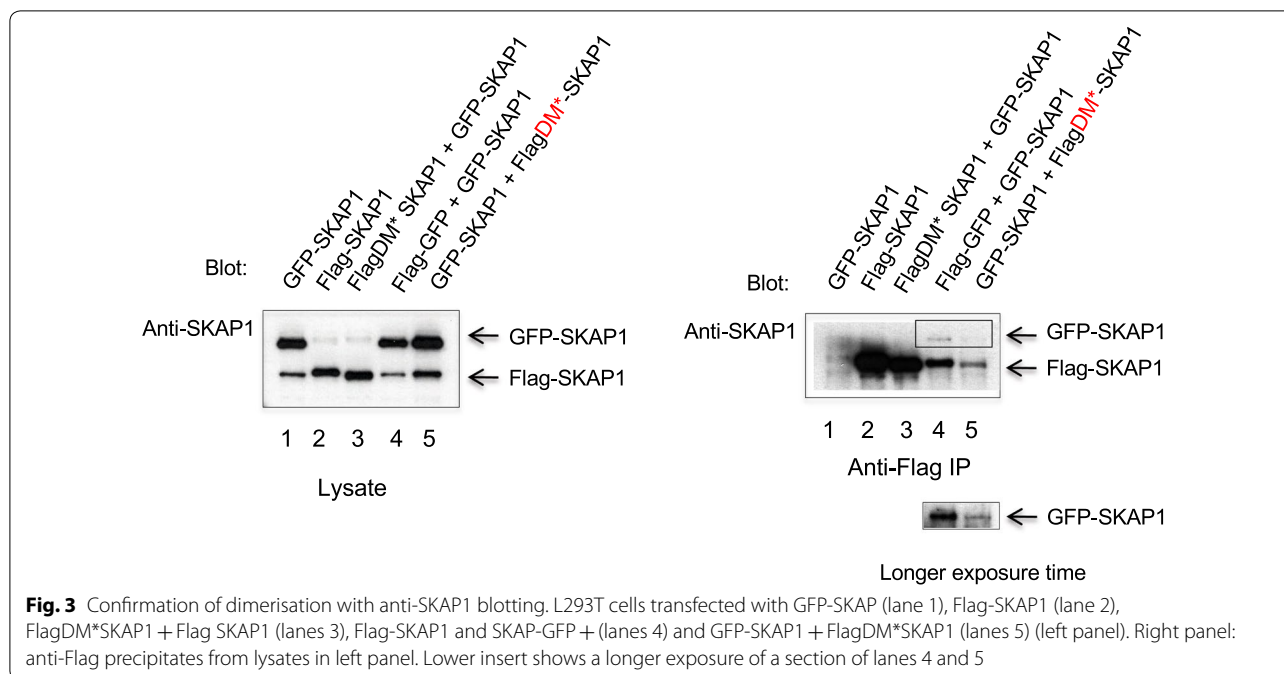 GFP-SKAP1
Flag-SKAP1
FlagDM* SKAP1 + GFP-SKAP1
Flag-GFP + GFP-SKAP1
GFP-SKAP1 + FlagDM*-SKAP1
Blot:
Anti-SKAP1
GFP-SKAP1
Flag-SKAP1
1 2 3 4 5
Lysate
GFP-SKAP1
Flag-SKAP1
FlagDM* SKAP1 + GFP-SKAP1
Flag-GFP + GFP-SKAP1
GFP-SKAP1 + FlagDM*-SKAP1
Blot:
Anti-SKAP1
GFP-SKAP1
Flag-SKAP1
1 2 3 4 5
Anti-Flag IP
GFP-SKAP1
Longer exposure time
Fig. 3 Confirmation of dimerisation with anti-SKAP1 blotting. L293T cells transfected with GFP-SKAP (lane 1), Flag-SKAP1 (lane 2),
FlagDM*SKAP1 + Flag SKAP1 (lanes 3), Flag-SKAP1 and SKAP-GFP + (lanes 4) and GFP-SKAP1 + FlagDM*SKAP1 (lanes 5) (left panel). Right panel:
anti-Flag precipitates from lysates in left panel. Lower insert shows a longer exposure of a section of lanes 4 and 5